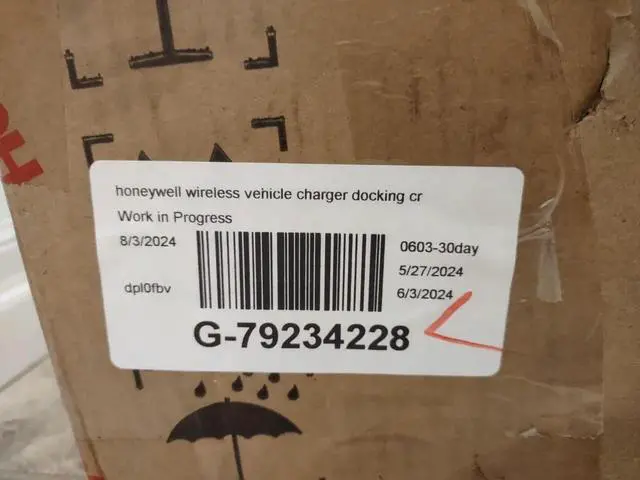 honeywell wireless vehicle charger docking cr
Work in Progress
8/3/2024
0603-30day
5/27/2024
dpl0fbv
6/3/2024
G-79234228